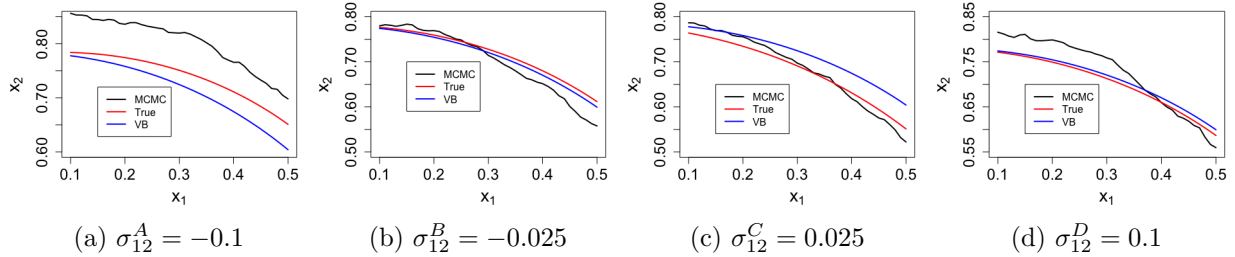 0.80
0.70
0.60
x₂
MCMC
True
VB
0.1 0.2 0.3 0.4 0.5
x₁
(a) σ₁₂ᴬ = −0.1
0.80
0.70
0.60
0.50
x₂
MCMC
True
VB
0.1 0.2 0.3 0.4 0.5
x₁
(b) σ₁₂ᴮ = −0.025
0.80
0.70
0.60
0.50
x₂
MCMC
True
VB
0.1 0.2 0.3 0.4 0.5
x₁
(c) σ₁₂ᶜ = 0.025
0.85
0.75
0.65
0.55
x₂
MCMC
True
VB
0.1 0.2 0.3 0.4 0.5
x₁
(d) σ₁₂ᴰ = 0.1